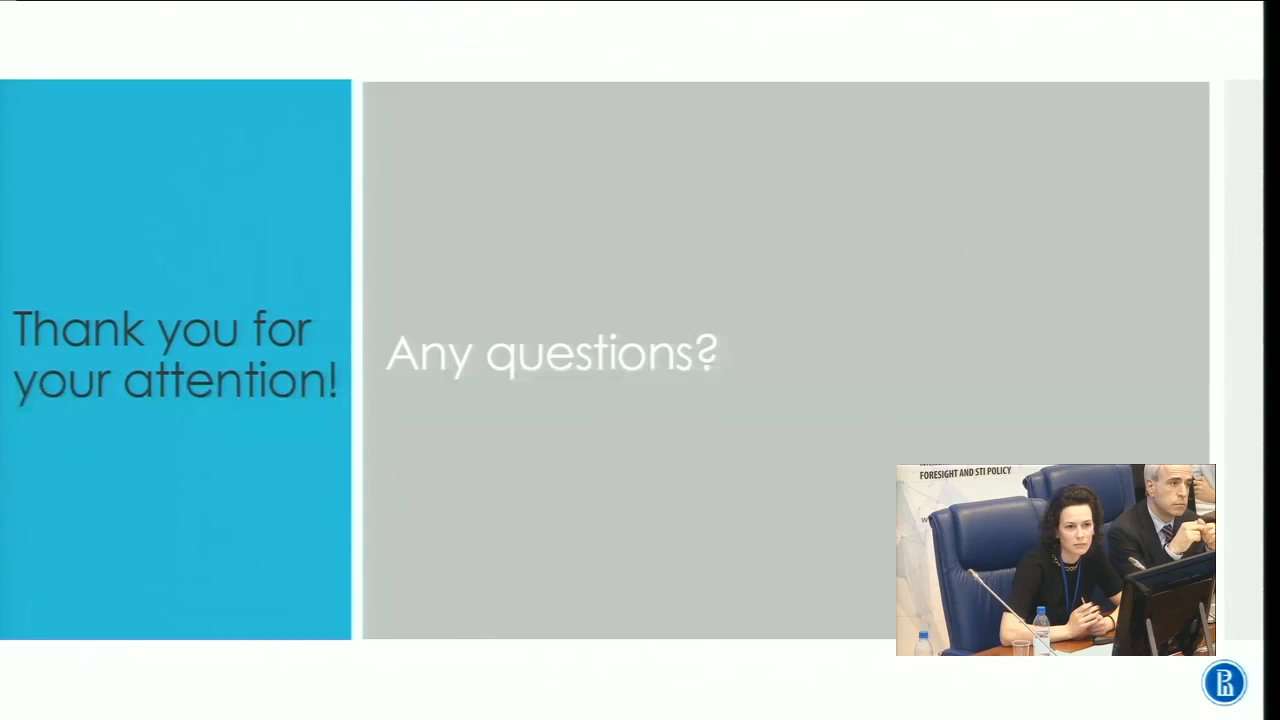 Thank you for
your attention!
Any questions?
FORESIGHT AND STI POLICY